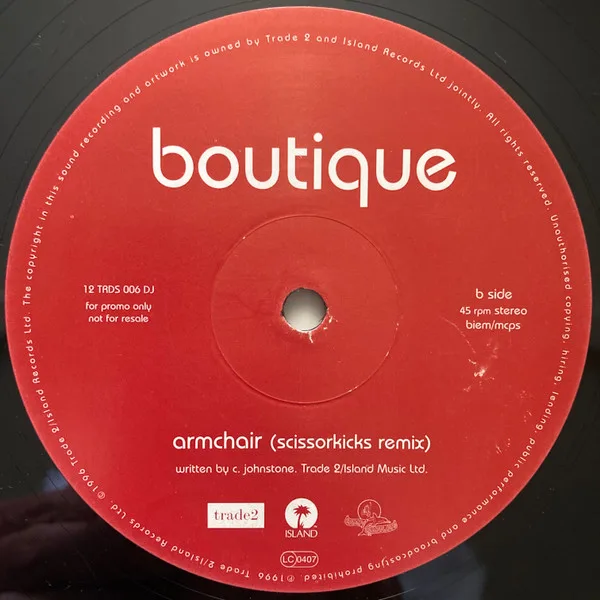 boutique
12 TRDS 006 DJ
for promo only
not for resale
b side
45 rpm stereo
biem/mcps
armchair (scissorkicks remix)
written by c. johnstone. Trade 2/Island Music Ltd.
trade2
ISLAND
LC 0407
℗ 1996 Trade 2/Island Records Ltd. © 1996 Trade 2/Island Records Ltd. The copyright in this sound recording and artwork is owned by Trade 2 and Island Records Ltd jointly. All rights reserved. Unauthorised copying, hiring, lending, public performance and broadcasting prohibited.